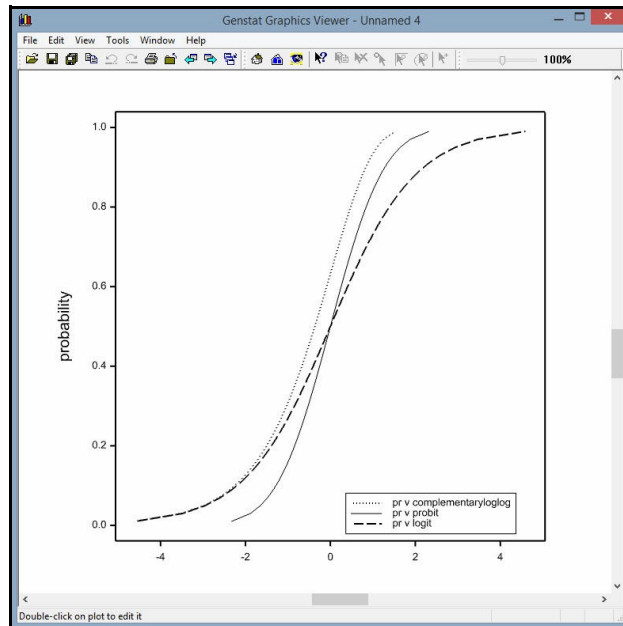 Genstat Graphics Viewer - Unnamed 4
File Edit View Tools Window Help
100%
1.0
0.8
0.6
0.4
0.2
0.0
probability
pr v complementaryloglog
pr v probit
pr v logit
-4 -2 0 2 4
Double-click on plot to edit it